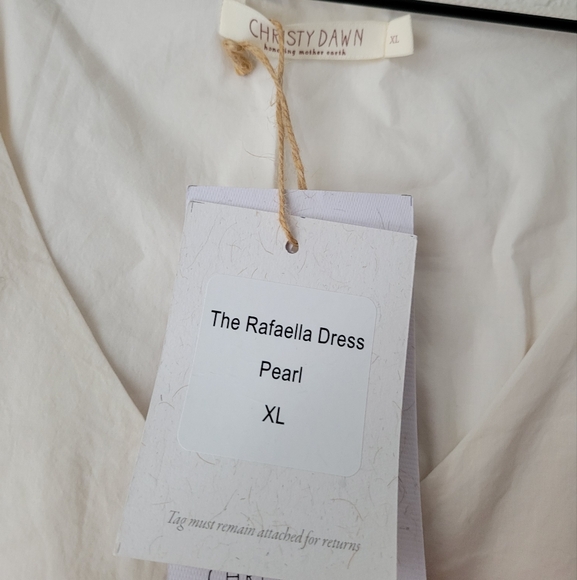 CHRISTY DAWN
XL
honoring mother earth
The Rafaella Dress
Pearl
XL
Tag must remain attached for returns